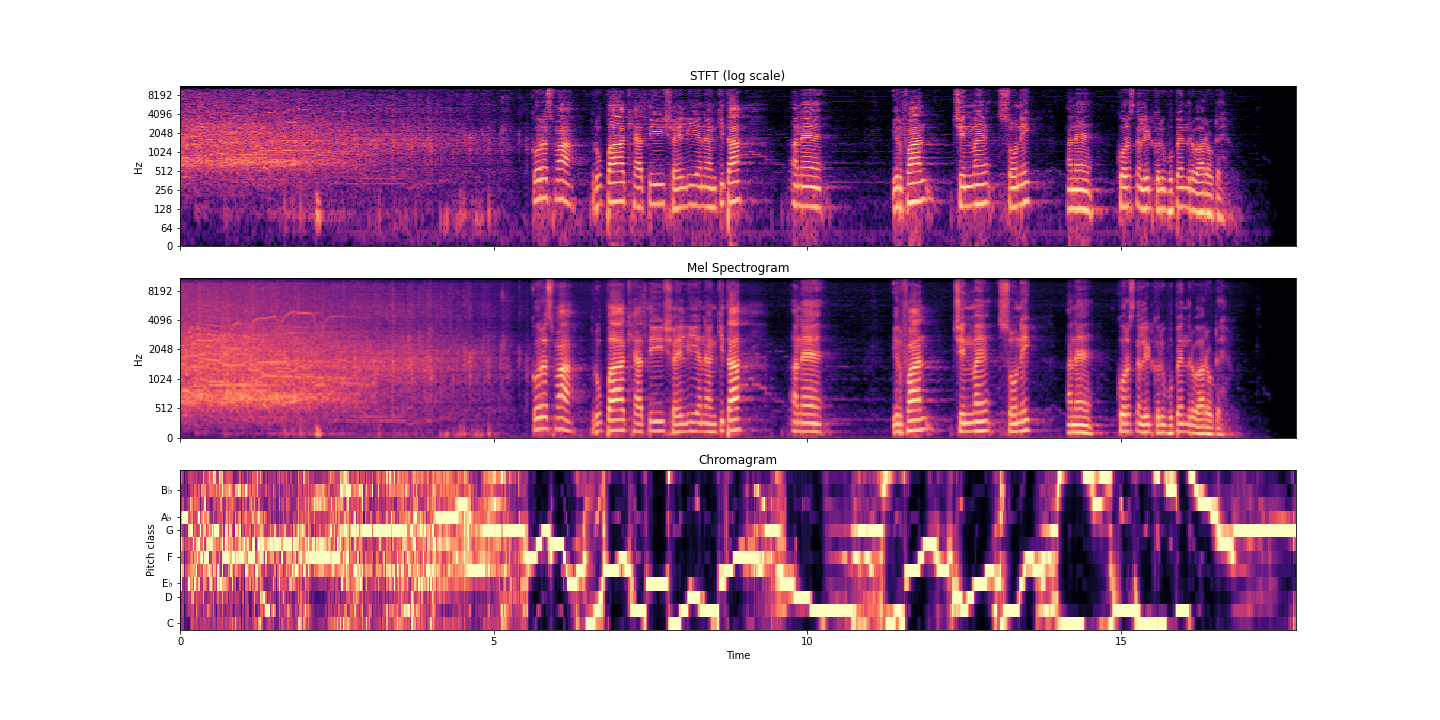 STFT (log scale)
8192
4096
2048
1024
512
256
128
64
0
Hz
Mel Spectrogram
8192
4096
2048
1024
512
0
Hz
Chromagram
B♭
A♭
G
F
E♭
D
C
Pitch class
0
5
10
15
Time